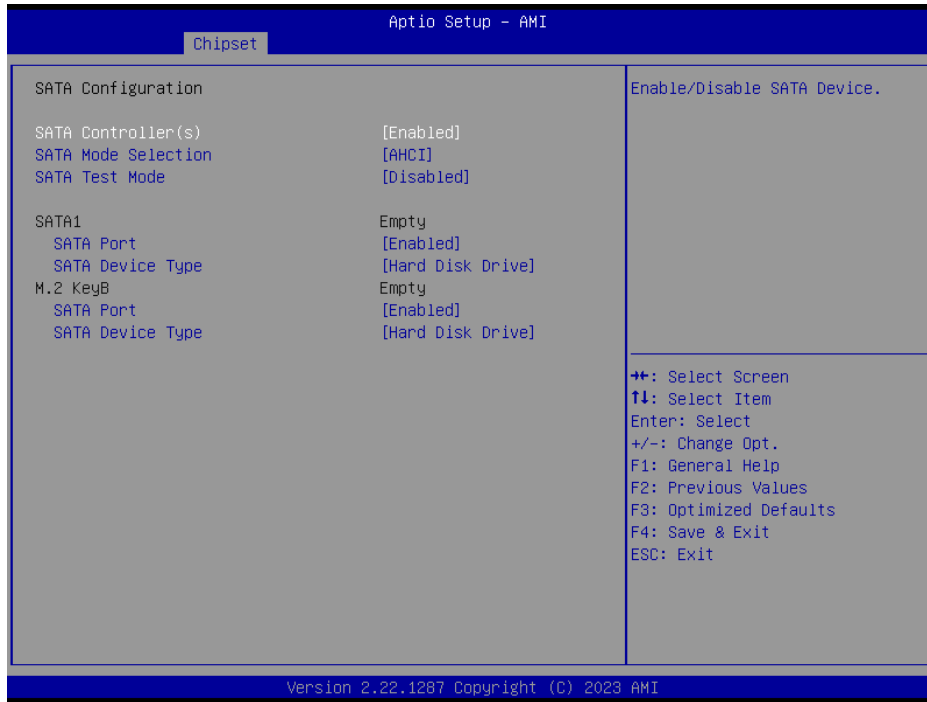 Aptio Setup – AMI
Chipset
SATA Configuration
SATA Controller(s) [Enabled]
SATA Mode Selection [AHCI]
SATA Test Mode [Disabled]
SATA1 Empty
SATA Port [Enabled]
SATA Device Type [Hard Disk Drive]
M.2 KeyB Empty
SATA Port [Enabled]
SATA Device Type [Hard Disk Drive]
Enable/Disable SATA Device.
→←: Select Screen
↑↓: Select Item
Enter: Select
+/-: Change Opt.
F1: General Help
F2: Previous Values
F3: Optimized Defaults
F4: Save & Exit
ESC: Exit
Version 2.22.1287 Copyright (C) 2023 AMI